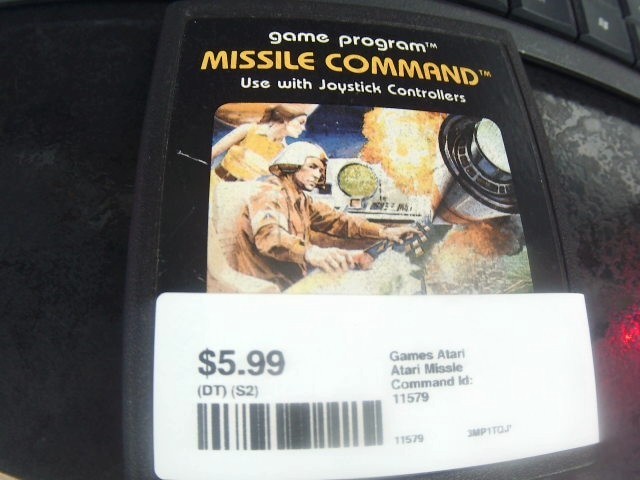 game program™
MISSILE COMMAND™
Use with Joystick Controllers
$5.99
(DT) (S2)
Games Atari
Atari Missle
Command Id:
11579
11579